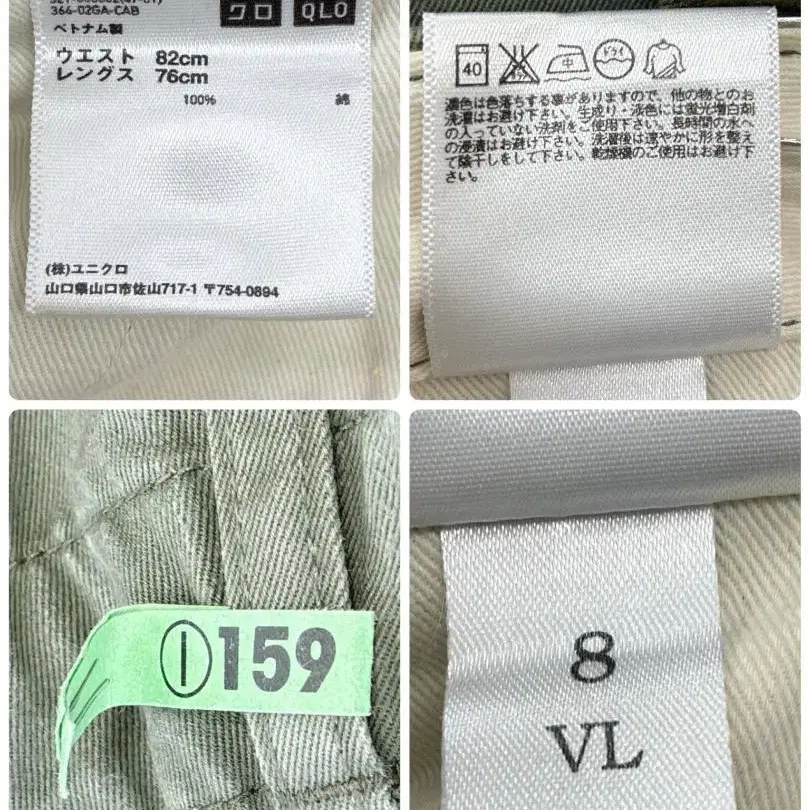 366-02GA-CAB
ベトナム製
クロ
QLO
ウエスト 82cm
レングス 76cm
100% 綿
(株)ユニクロ
山口県山口市佐山717-1 〒754-0894
40
中
ドライ
濃色は色落ちする事がありますので、他の物とのお
洗濯はお避け下さい。生成り・淡色には蛍光増白剤
の入っていない洗剤をご使用下さい。長時間の水へ
の浸漬はお避け下さい。洗濯後は速やかに形を整え
て陰干しをして下さい。乾燥機のご使用はお避け下
さい。
Ⓘ159
8
VL